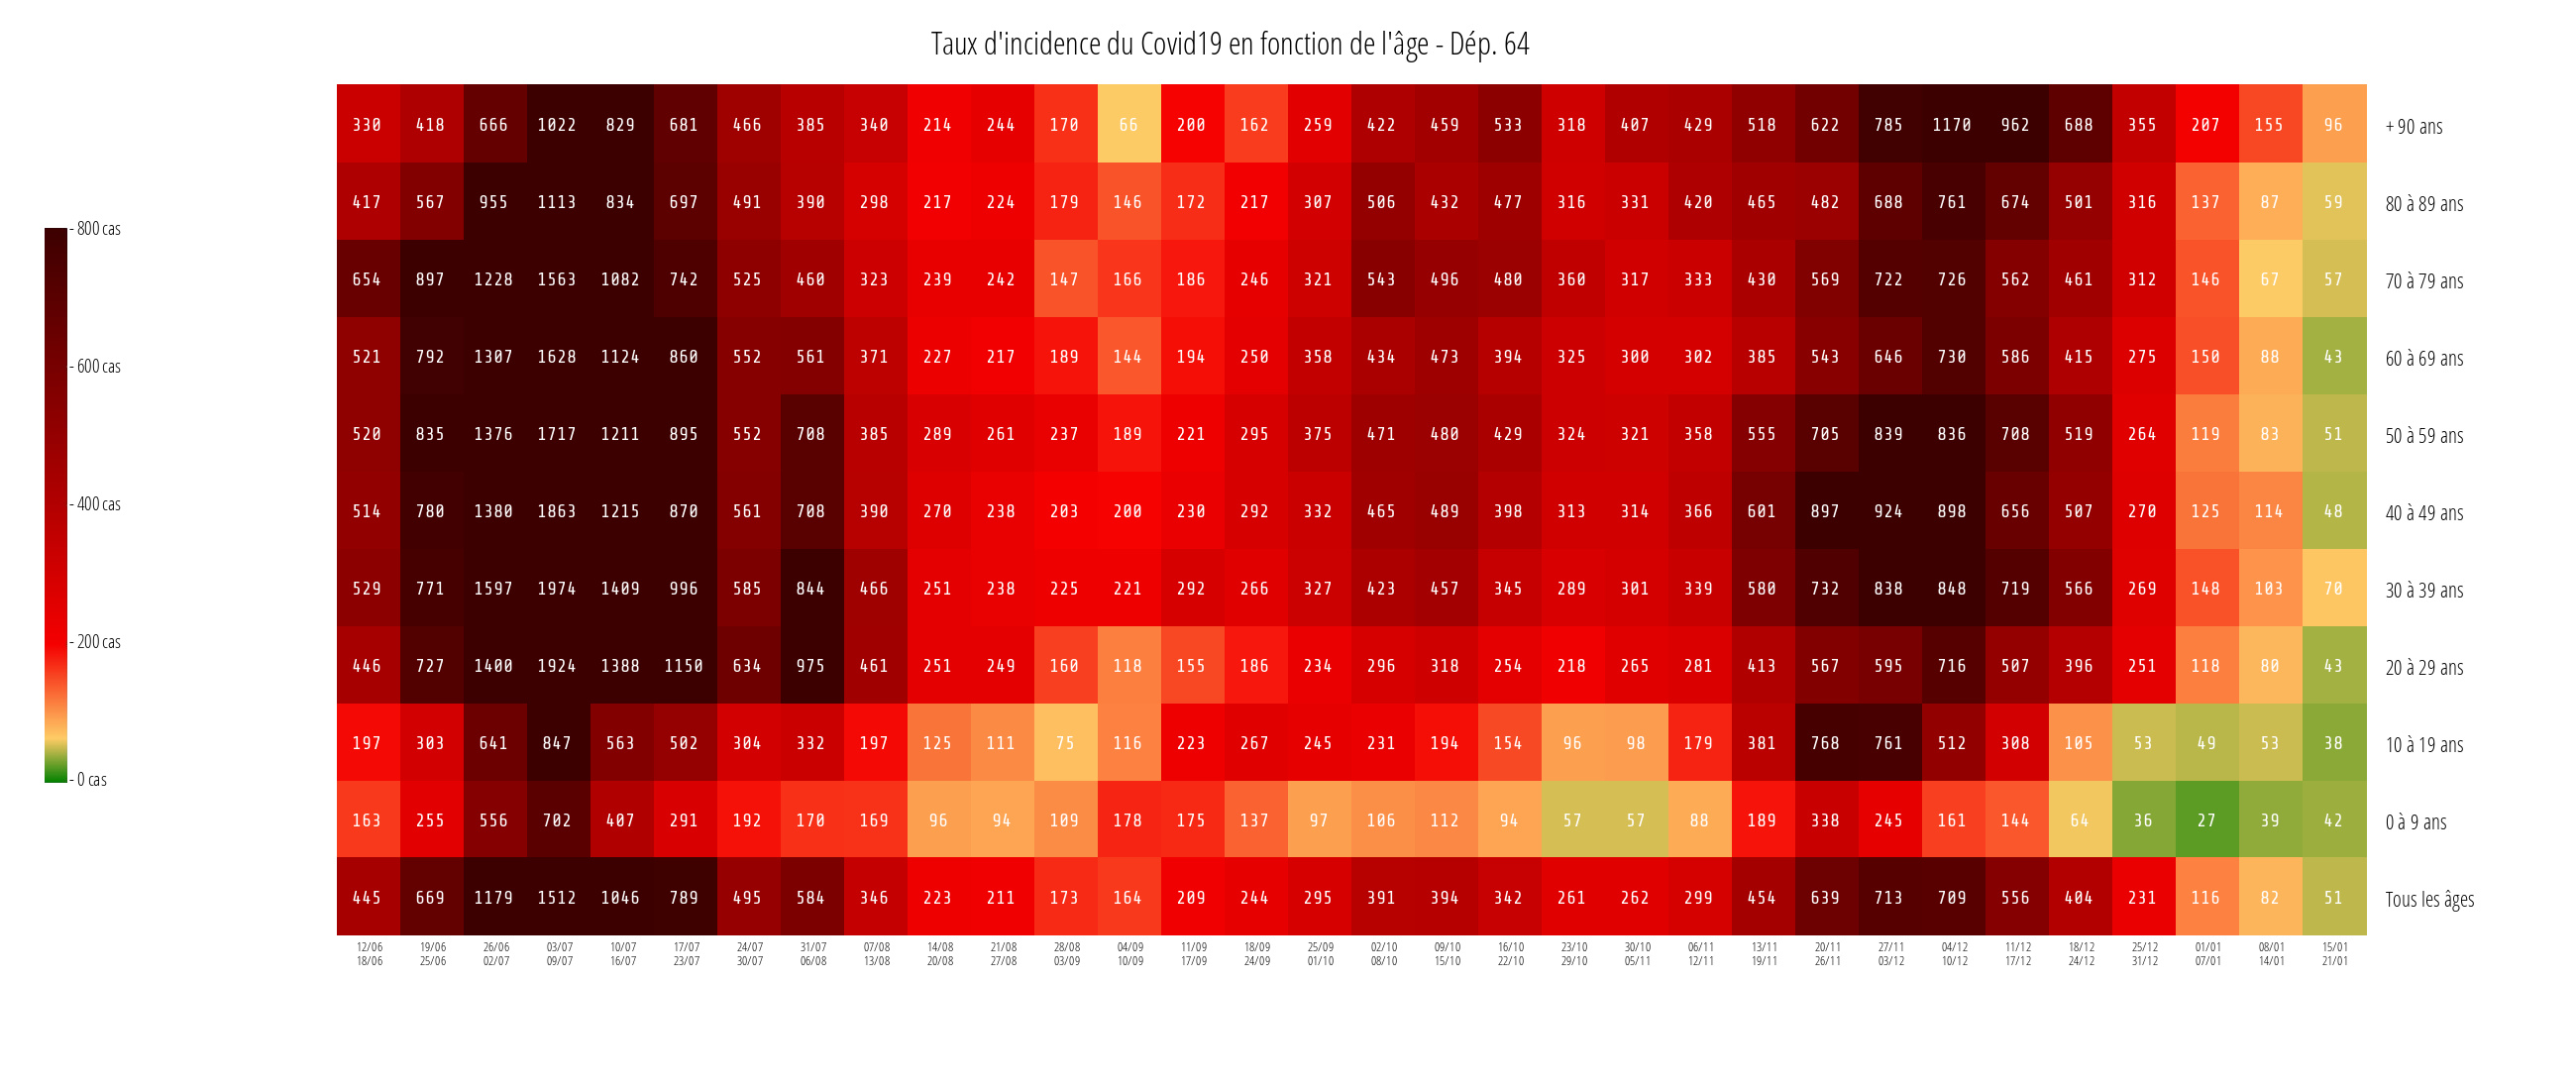 Taux d'incidence du Covid19 en fonction de l'âge - Dép. 64
- 800 cas
- 600 cas
- 400 cas
- 200 cas
- 0 cas
330 418 666 1022 829 681 466 385 340 214 244 170 66 200 162 259 422 459 533 318 407 429 518 622 785 1170 962 688 355 207 155 96 + 90 ans
417 567 955 1113 834 697 491 390 298 217 224 179 146 172 217 307 506 432 477 316 331 420 465 482 688 761 674 501 316 137 87 59 80 à 89 ans
654 897 1228 1563 1082 742 525 460 323 239 242 147 166 186 246 321 543 496 480 360 317 333 430 569 722 726 562 461 312 146 67 57 70 à 79 ans
521 792 1307 1628 1124 860 552 561 371 227 217 189 144 194 250 358 434 473 394 325 300 302 385 543 646 730 586 415 275 150 88 43 60 à 69 ans
520 835 1376 1717 1211 895 552 708 385 289 261 237 189 221 295 375 471 480 429 324 321 358 555 705 839 836 708 519 264 119 83 51 50 à 59 ans
514 780 1380 1863 1215 870 561 708 390 270 238 203 200 230 292 332 465 489 398 313 314 366 601 897 924 898 656 507 270 125 114 48 40 à 49 ans
529 771 1597 1974 1409 996 585 844 466 251 238 225 221 292 266 327 423 457 345 289 301 339 580 732 838 848 719 566 269 148 103 70 30 à 39 ans
446 727 1400 1924 1388 1150 634 975 461 251 249 160 118 155 186 234 296 318 254 218 265 281 413 567 595 716 507 396 251 118 80 43 20 à 29 ans
197 303 641 847 563 502 304 332 197 125 111 75 116 223 267 245 231 194 154 96 98 179 381 768 761 512 308 105 53 49 53 38 10 à 19 ans
163 255 556 702 407 291 192 170 169 96 94 109 178 175 137 97 106 112 94 57 57 88 189 338 245 161 144 64 36 27 39 42 0 à 9 ans
445 669 1179 1512 1046 789 495 584 346 223 211 173 164 209 244 295 391 394 342 261 262 299 454 639 713 709 556 404 231 116 82 51 Tous les âges
12/06 19/06 26/06 03/07 10/07 17/07 24/07 31/07 07/08 14/08 21/08 28/08 04/09 11/09 18/09 25/09 02/10 09/10 16/10 23/10 30/10 06/11 13/11 20/11 27/11 04/12 11/12 18/12 25/12 01/01 08/01 15/01
18/06 25/06 02/07 09/07 16/07 23/07 30/07 06/08 13/08 20/08 27/08 03/09 10/09 17/09 24/09 01/10 08/10 15/10 22/10 29/10 05/11 12/11 19/11 26/11 03/12 10/12 17/12 24/12 31/12 07/01 14/01 21/01